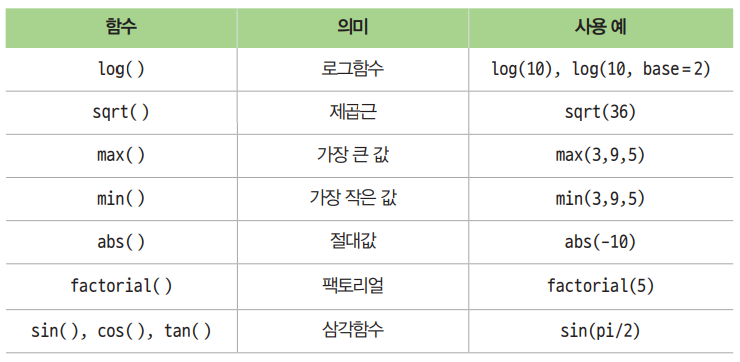 함수 의미 사용 예
log() 로그함수 log(10), log(10, base=2)
sqrt() 제곱근 sqrt(36)
max() 가장 큰 값 max(3,9,5)
min() 가장 작은 값 min(3,9,5)
abs() 절대값 abs(-10)
factorial() 팩토리얼 factorial(5)
sin(), cos(), tan() 삼각함수 sin(pi/2)